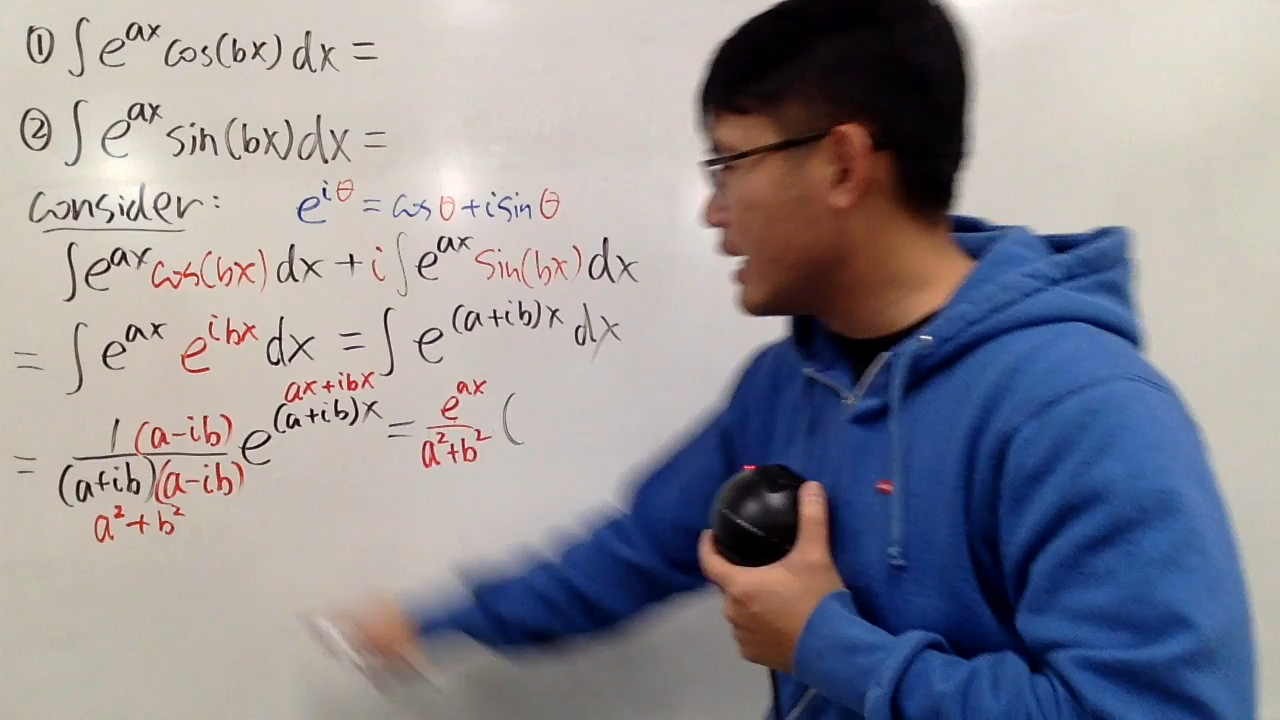 ① ∫ e^{ax} cos(bx) dx =
② ∫ e^{ax} sin(bx) dx =
consider: e^{iθ} = cos θ + i sin θ
∫ e^{ax} cos(bx) dx + i ∫ e^{ax} sin(bx) dx
= ∫ e^{ax} e^{ibx} dx = ∫ e^{(a+ib)x} dx
ax+ibx
= \frac{1(a-ib)}{(a+ib)(a-ib)} e^{(a+ib)x} = \frac{e^{ax}}{a²+b²} (
a²+b²